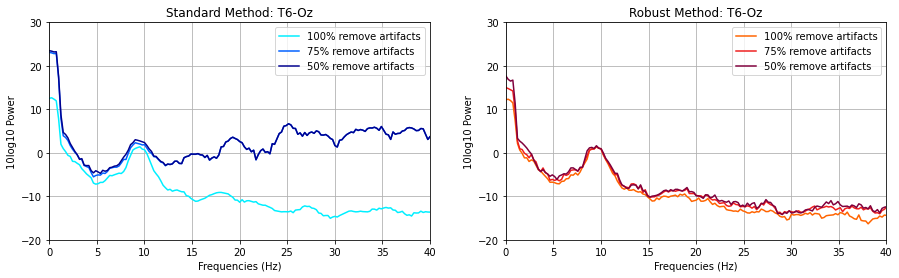 Standard Method: T6-Oz
10log10 Power
30
20
10
0
−10
−20
100% remove artifacts
75% remove artifacts
50% remove artifacts
0 5 10 15 20 25 30 35 40
Frequencies (Hz)
Robust Method: T6-Oz
10log10 Power
30
20
10
0
−10
−20
100% remove artifacts
75% remove artifacts
50% remove artifacts
0 5 10 15 20 25 30 35 40
Frequencies (Hz)